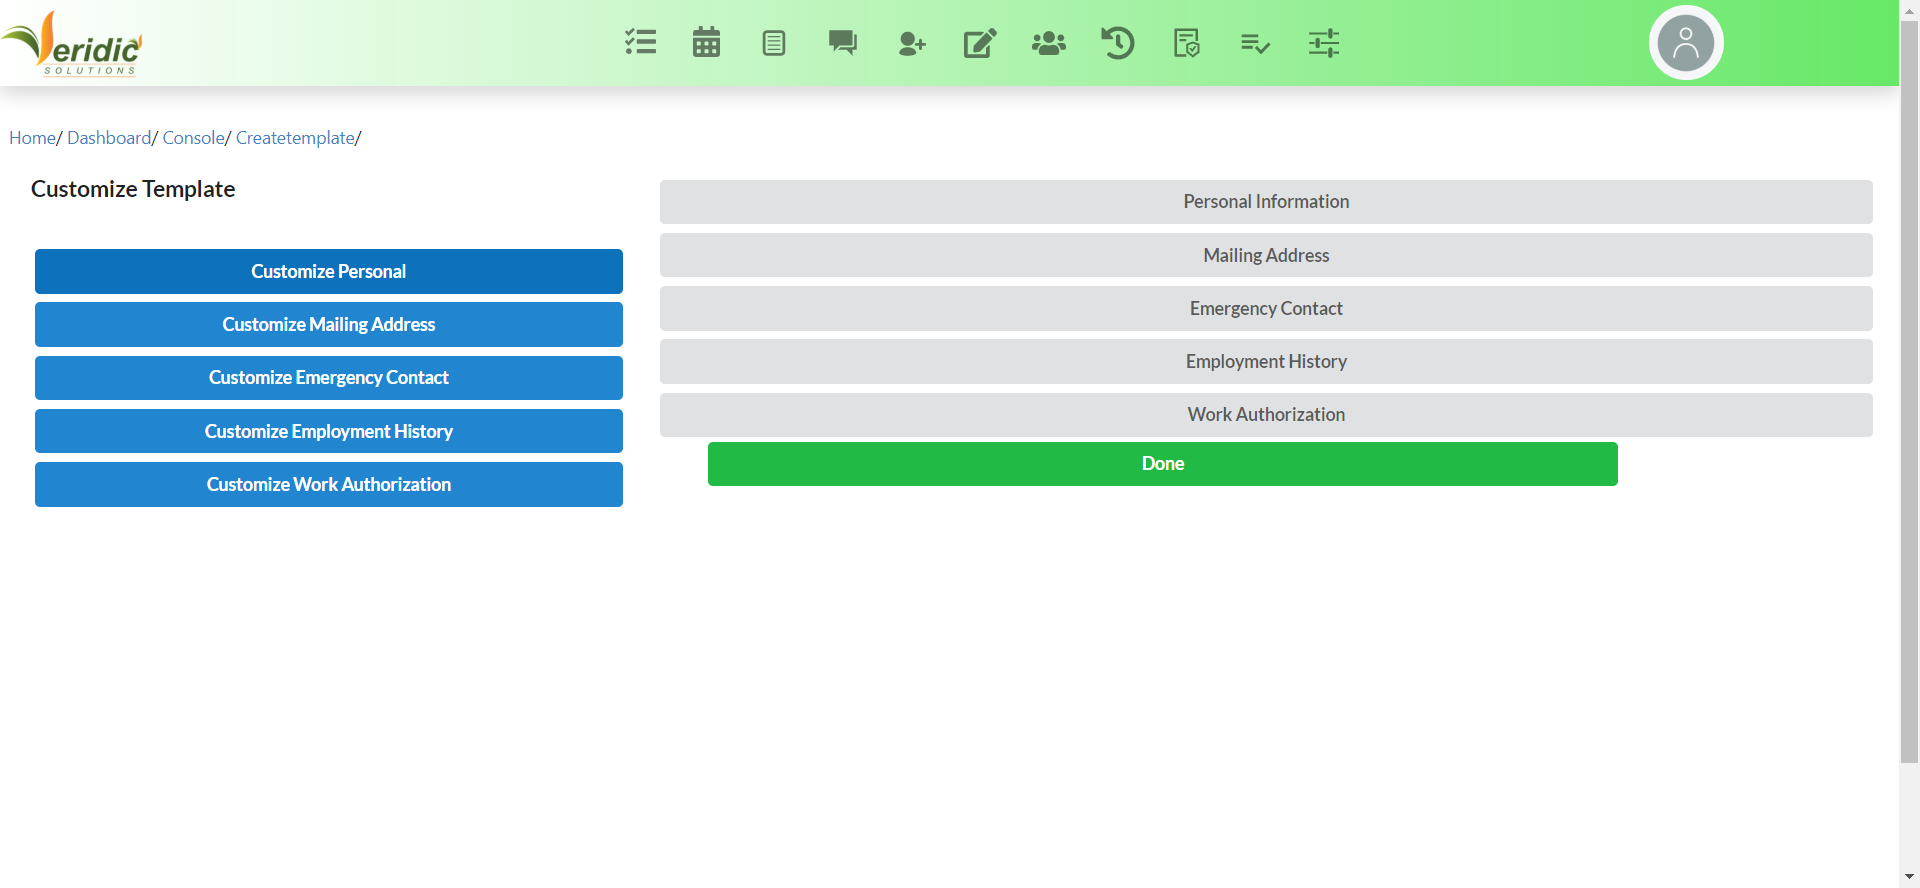 Veridic
SOLUTIONS
Home/ Dashboard/ Console/ Createtemplate/
Customize Template
Customize Personal
Customize Mailing Address
Customize Emergency Contact
Customize Employment History
Customize Work Authorization
Personal Information
Mailing Address
Emergency Contact
Employment History
Work Authorization
Done